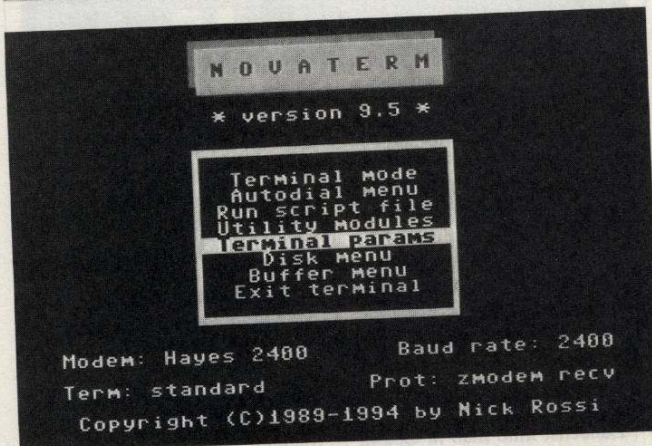 NOVATERM
* version 9.5 *
Terminal mode
Autodial menu
Run script file
Utility modules
Terminal params
Disk menu
Buffer menu
Exit terminal
Modem: Hayes 2400 Baud rate: 2400
Term: standard Prot: zmodem recv
Copyright (C)1989-1994 by Nick Rossi